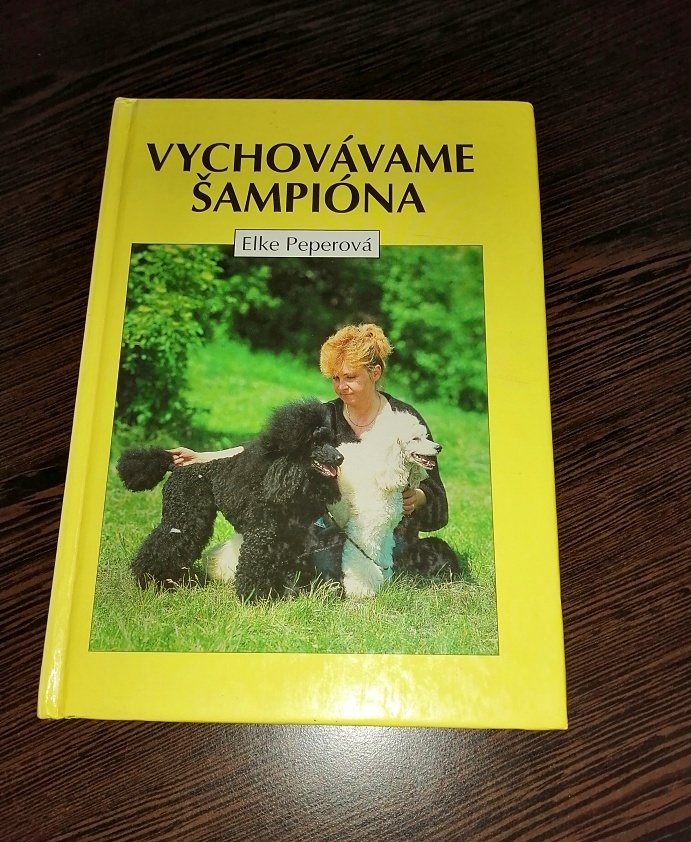 VYCHOVÁVAME
ŠAMPIÓNA
Elke Peperová